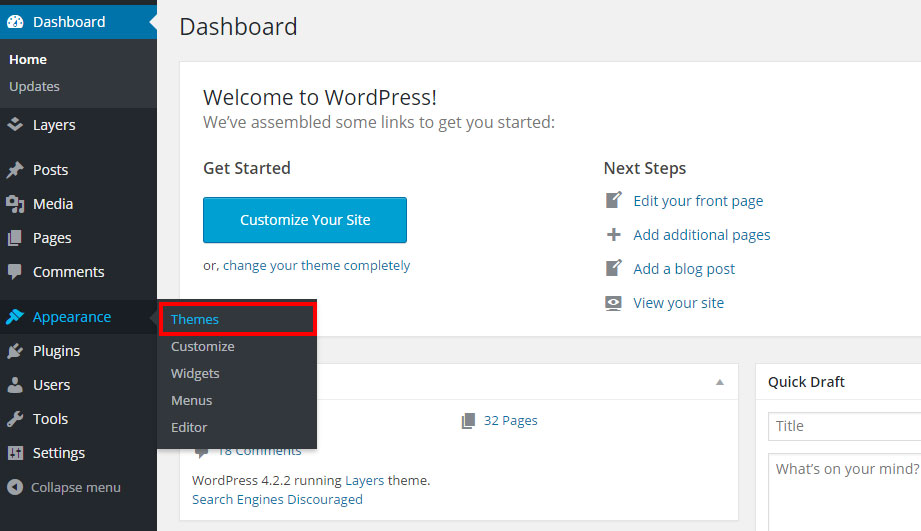 Dashboard
Home
Updates
Layers
Posts
Media
Pages
Comments
Appearance
Plugins
Users
Tools
Settings
Collapse menu
Themes
Customize
Widgets
Menus
Editor
Dashboard
Welcome to WordPress!
We've assembled some links to get you started:
Get Started
Customize Your Site
or, change your theme completely
Next Steps
Edit your front page
Add additional pages
Add a blog post
View your site
32 Pages
18 Comments
WordPress 4.2.2 running Layers theme.
Search Engines Discouraged
Quick Draft
Title
What's on your mind?